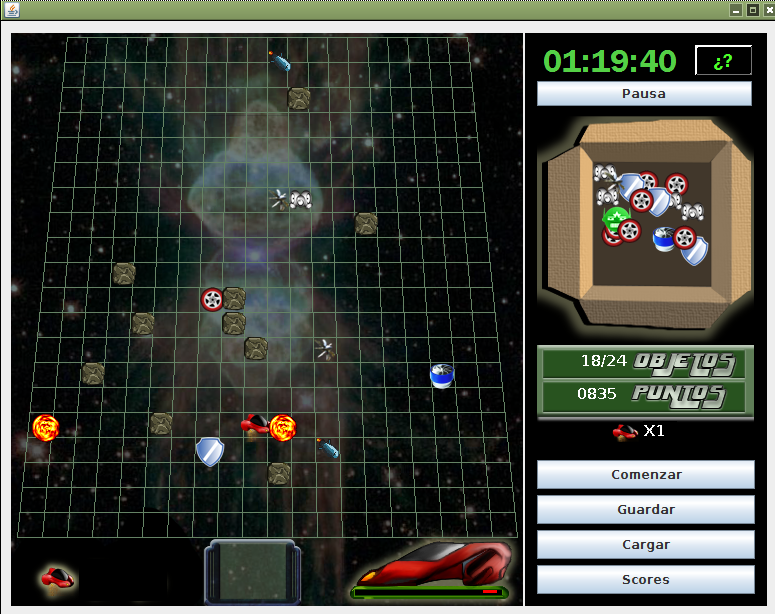 01:19:40
¿?
Pausa
18/24 OBJETOS
0835 PUNTOS
X1
Comenzar
Guardar
Cargar
Scores